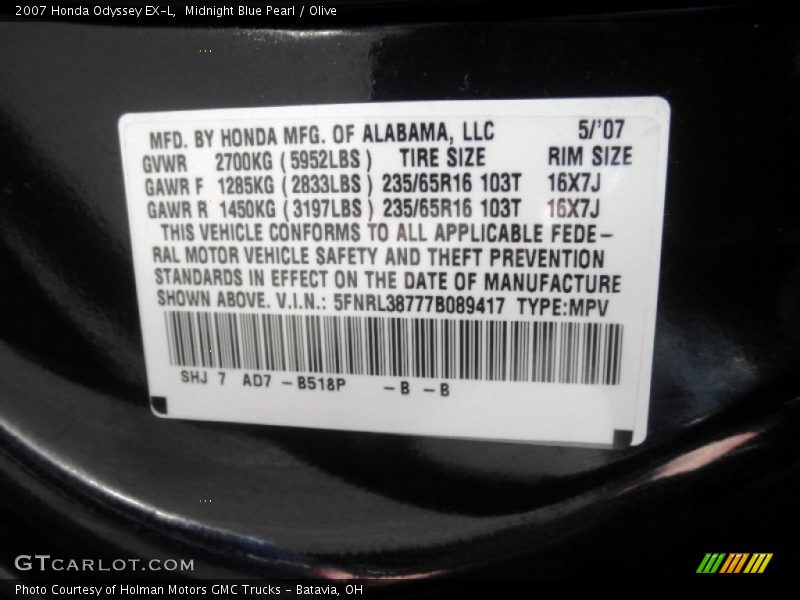 2007 Honda Odyssey EX-L,  Midnight Blue Pearl / Olive
MFD. BY HONDA MFG. OF ALABAMA, LLC 5/'07
GVWR 2700KG (5952LBS) TIRE SIZE RIM SIZE
GAWR F 1285KG (2833LBS) 235/65R16 103T 16X7J
GAWR R 1450KG (3197LBS) 235/65R16 103T 16X7J
THIS VEHICLE CONFORMS TO ALL APPLICABLE FEDE-
RAL MOTOR VEHICLE SAFETY AND THEFT PREVENTION
STANDARDS IN EFFECT ON THE DATE OF MANUFACTURE
SHOWN ABOVE. V.I.N.: 5FNRL38777B089417 TYPE:MPV
SHJ 7 AD7 -B518P -B -B
GTCARLOT.COM
Photo Courtesy of Holman Motors GMC Trucks - Batavia, OH